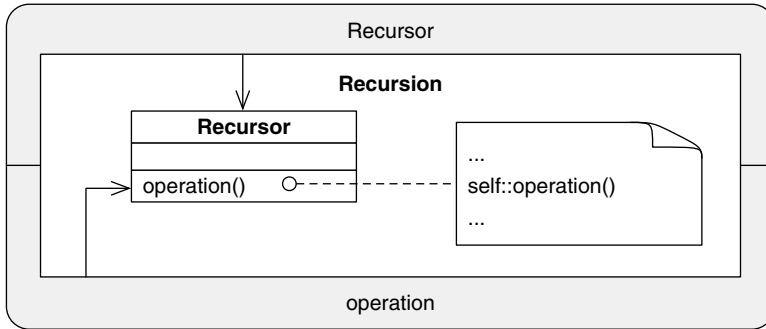 Recursor
Recursion
Recursor
operation()
...
self::operation()
...
operation